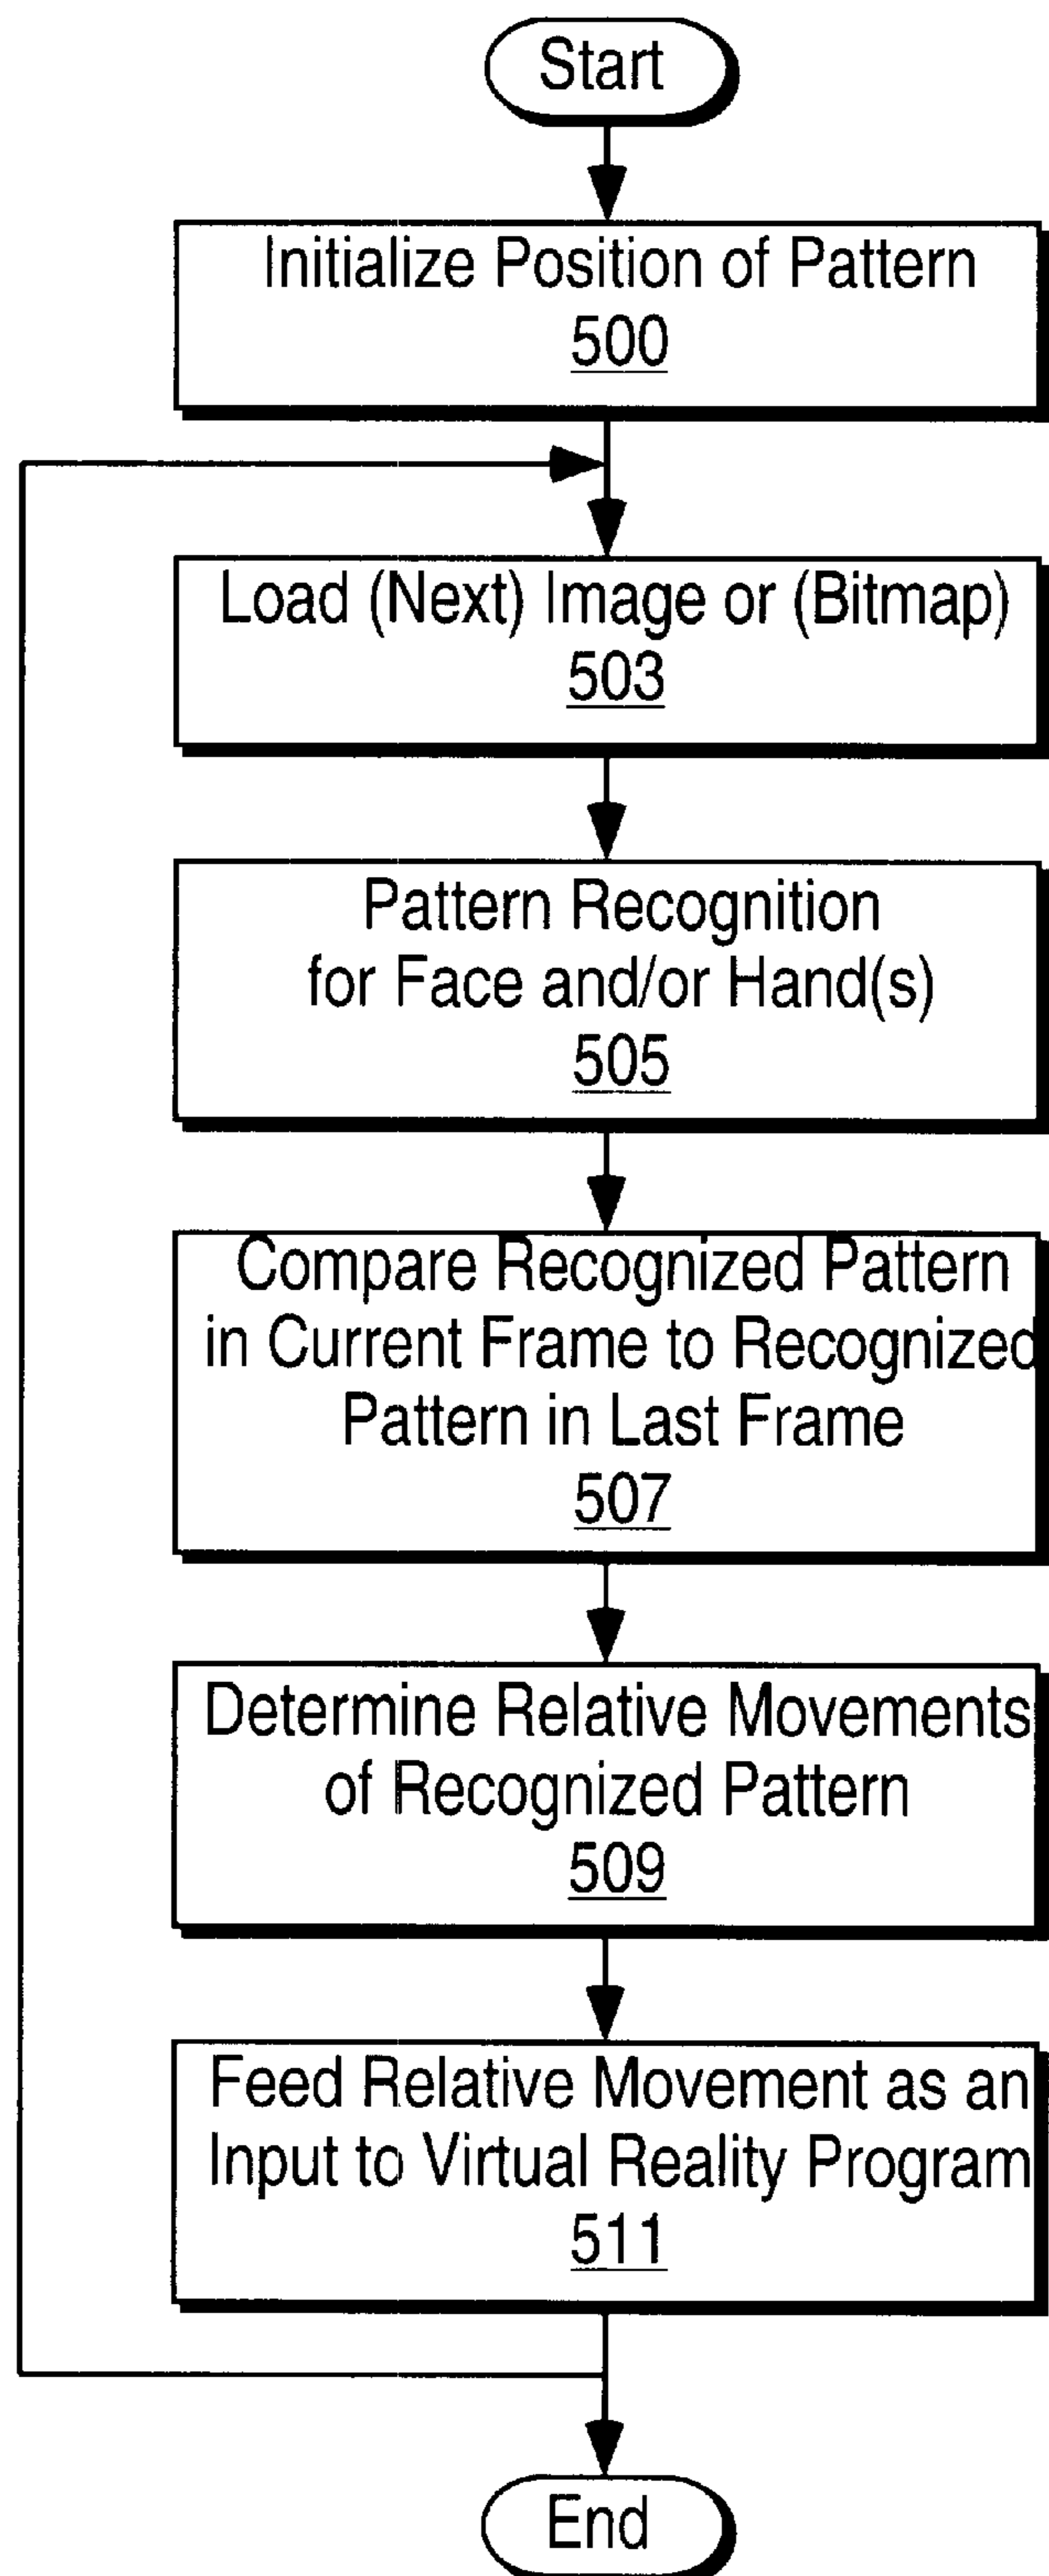 Start
Initialize Position of Pattern
500
Load (Next) Image or (Bitmap)
503
Pattern Recognition
for Face and/or Hand(s)
505
Compare Recognized Pattern
in Current Frame to Recognized
Pattern in Last Frame
507
Determine Relative Movements
of Recognized Pattern
509
Feed Relative Movement as an
Input to Virtual Reality Program
511
End